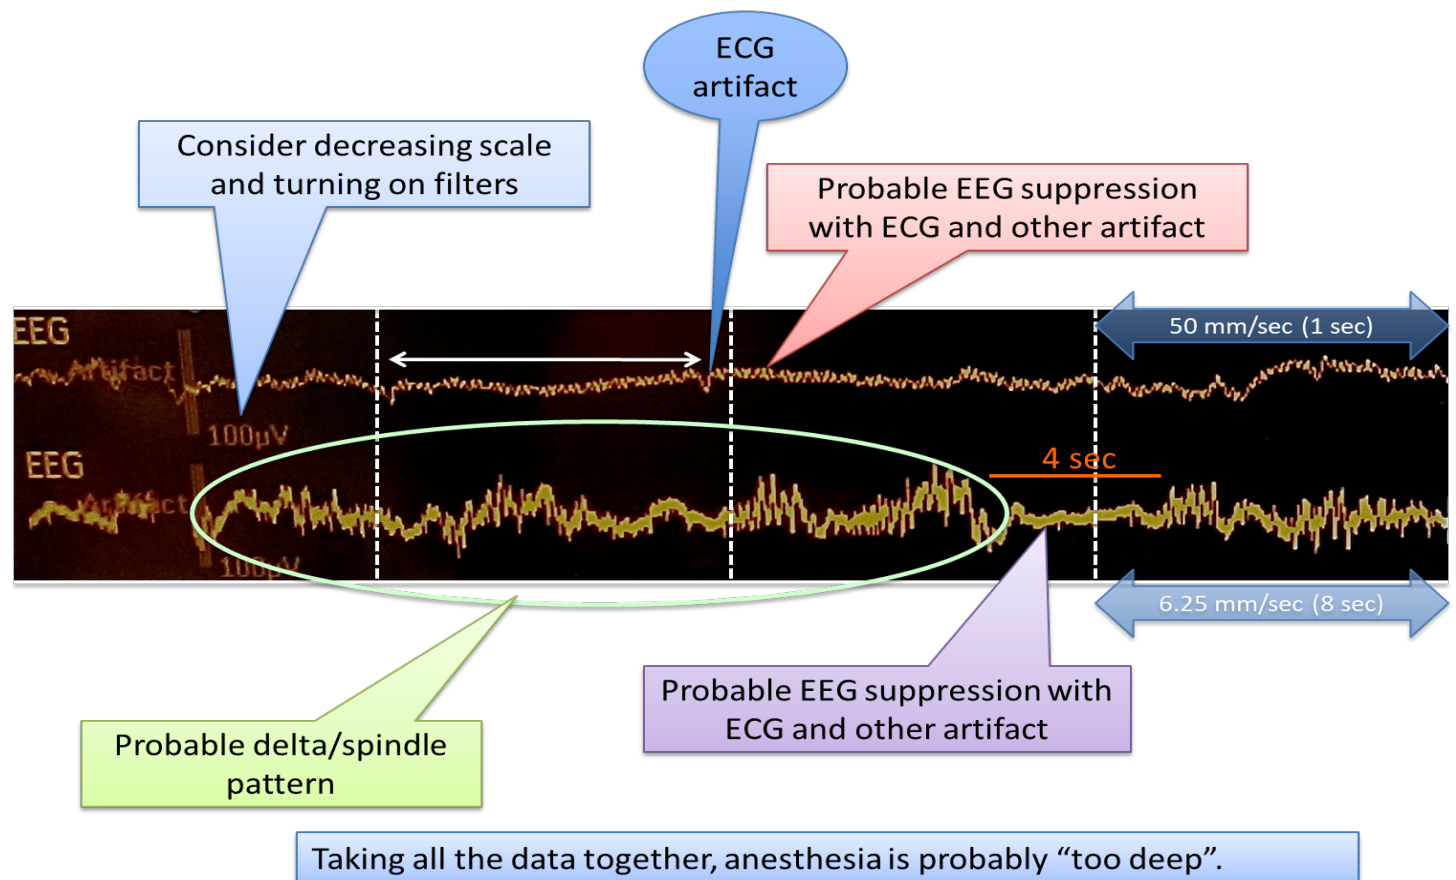 ECG
artifact
Consider decreasing scale
and turning on filters
Probable EEG suppression
with ECG and other artifact
50 mm/sec (1 sec)
EEG
Artifact
100µV
4 sec
EEG
Artifact
100µV
6.25 mm/sec (8 sec)
Probable EEG suppression with
ECG and other artifact
Probable delta/spindle
pattern
Taking all the data together, anesthesia is probably “too deep”.